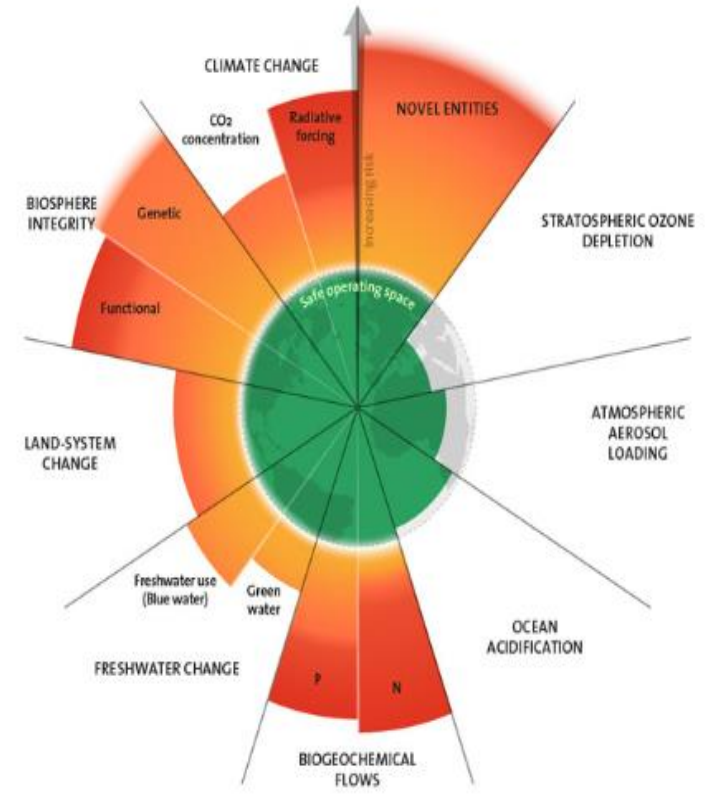 CLIMATE CHANGE
CO2
concentration
Radiative
forcing
NOVEL ENTITIES
Increasing risk
BIOSPHERE
INTEGRITY
Genetic
Functional
STRATOSPHERIC OZONE
DEPLETION
Safe operating space
ATMOSPHERIC
AEROSOL
LOADING
LAND-SYSTEM
CHANGE
Freshwater use
(Blue water)
Green
water
FRESHWATER CHANGE
OCEAN
ACIDIFICATION
P
N
BIOGEOCHEMICAL
FLOWS